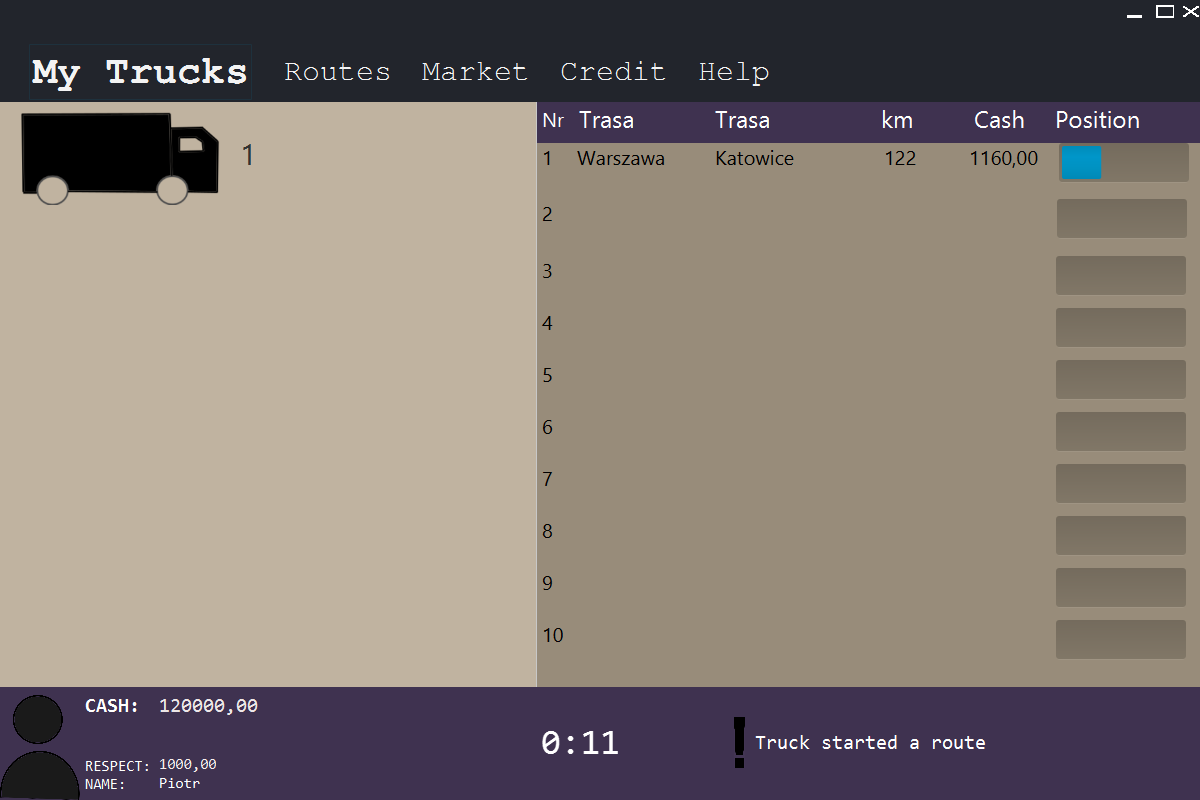 My Trucks Routes Market Credit Help
1
Nr Trasa Trasa km Cash Position
1 Warszawa Katowice 122 1160,00
2
3
4
5
6
7
8
9
10
CASH: 120000,00
RESPECT: 1000,00
NAME: Piotr
0:11
! Truck started a route